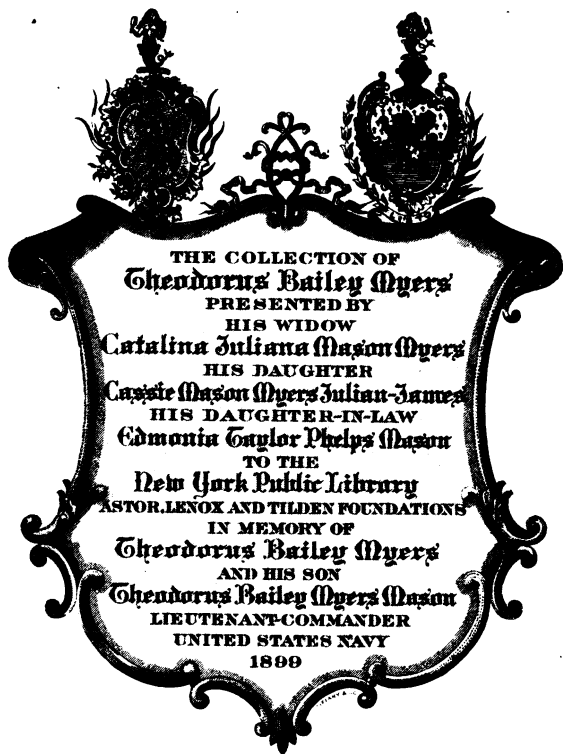 THE COLLECTION OF
Theodorus Bailey Myers
PRESENTED BY
HIS WIDOW
Catalina Juliana Mason Myers
HIS DAUGHTER
Cassie Mason Myers Julian-James
HIS DAUGHTER-IN-LAW
Edmonia Taylor Phelps Mason
TO THE
New York Public Library
ASTOR, LENOX AND TILDEN FOUNDATIONS
IN MEMORY OF
Theodorus Bailey Myers
AND HIS SON
Theodorus Bailey Myers Mason
LIEUTENANT-COMMANDER
UNITED STATES NAVY
1899